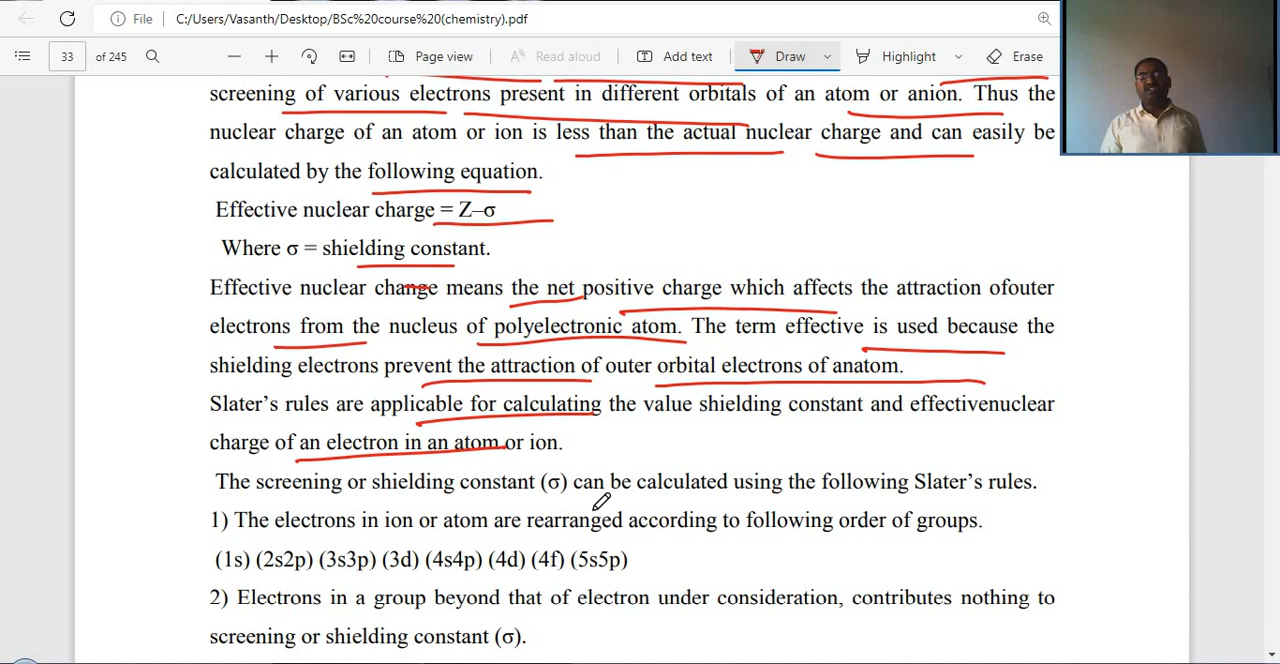 File C:/Users/Vasanth/Desktop/BSc%20course%20(chemistry).pdf
33 of 245 Page view Read aloud Add text Draw Highlight Erase
screening of various electrons present in different orbitals of an atom or anion. Thus the
nuclear charge of an atom or ion is less than the actual nuclear charge and can easily be
calculated by the following equation.
Effective nuclear charge = Z–σ
Where σ = shielding constant.
Effective nuclear change means the net positive charge which affects the attraction ofouter
electrons from the nucleus of polyelectronic atom. The term effective is used because the
shielding electrons prevent the attraction of outer orbital electrons of anatom.
Slater’s rules are applicable for calculating the value shielding constant and effectivenuclear
charge of an electron in an atom or ion.
The screening or shielding constant (σ) can be calculated using the following Slater’s rules.
1) The electrons in ion or atom are rearranged according to following order of groups.
(1s) (2s2p) (3s3p) (3d) (4s4p) (4d) (4f) (5s5p)
2) Electrons in a group beyond that of electron under consideration, contributes nothing to
screening or shielding constant (σ).